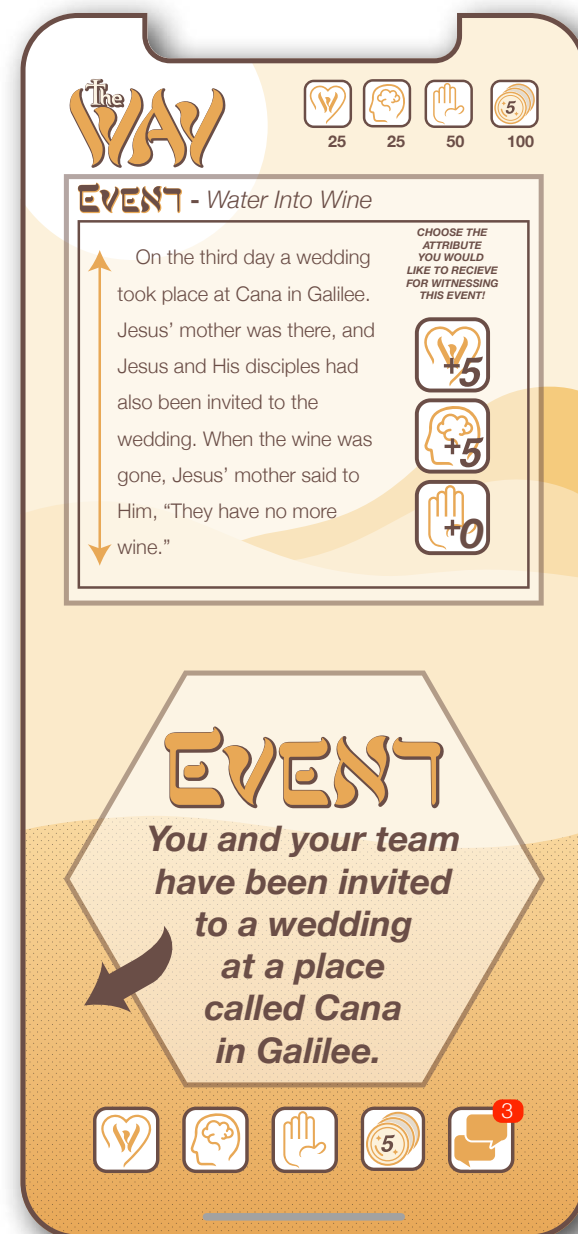 The
WAY
5
25 25 50 100
EVENT - Water Into Wine
On the third day a wedding
took place at Cana in Galilee.
Jesus’ mother was there, and
Jesus and His disciples had
also been invited to the
wedding. When the wine was
gone, Jesus’ mother said to
Him, “They have no more
wine.”
CHOOSE THE
ATTRIBUTE
YOU WOULD
LIKE TO RECIEVE
FOR WITNESSING
THIS EVENT!
+5
+5
+0
EVENT
You and your team
have been invited
to a wedding
at a place
called Cana
in Galilee.
5
3